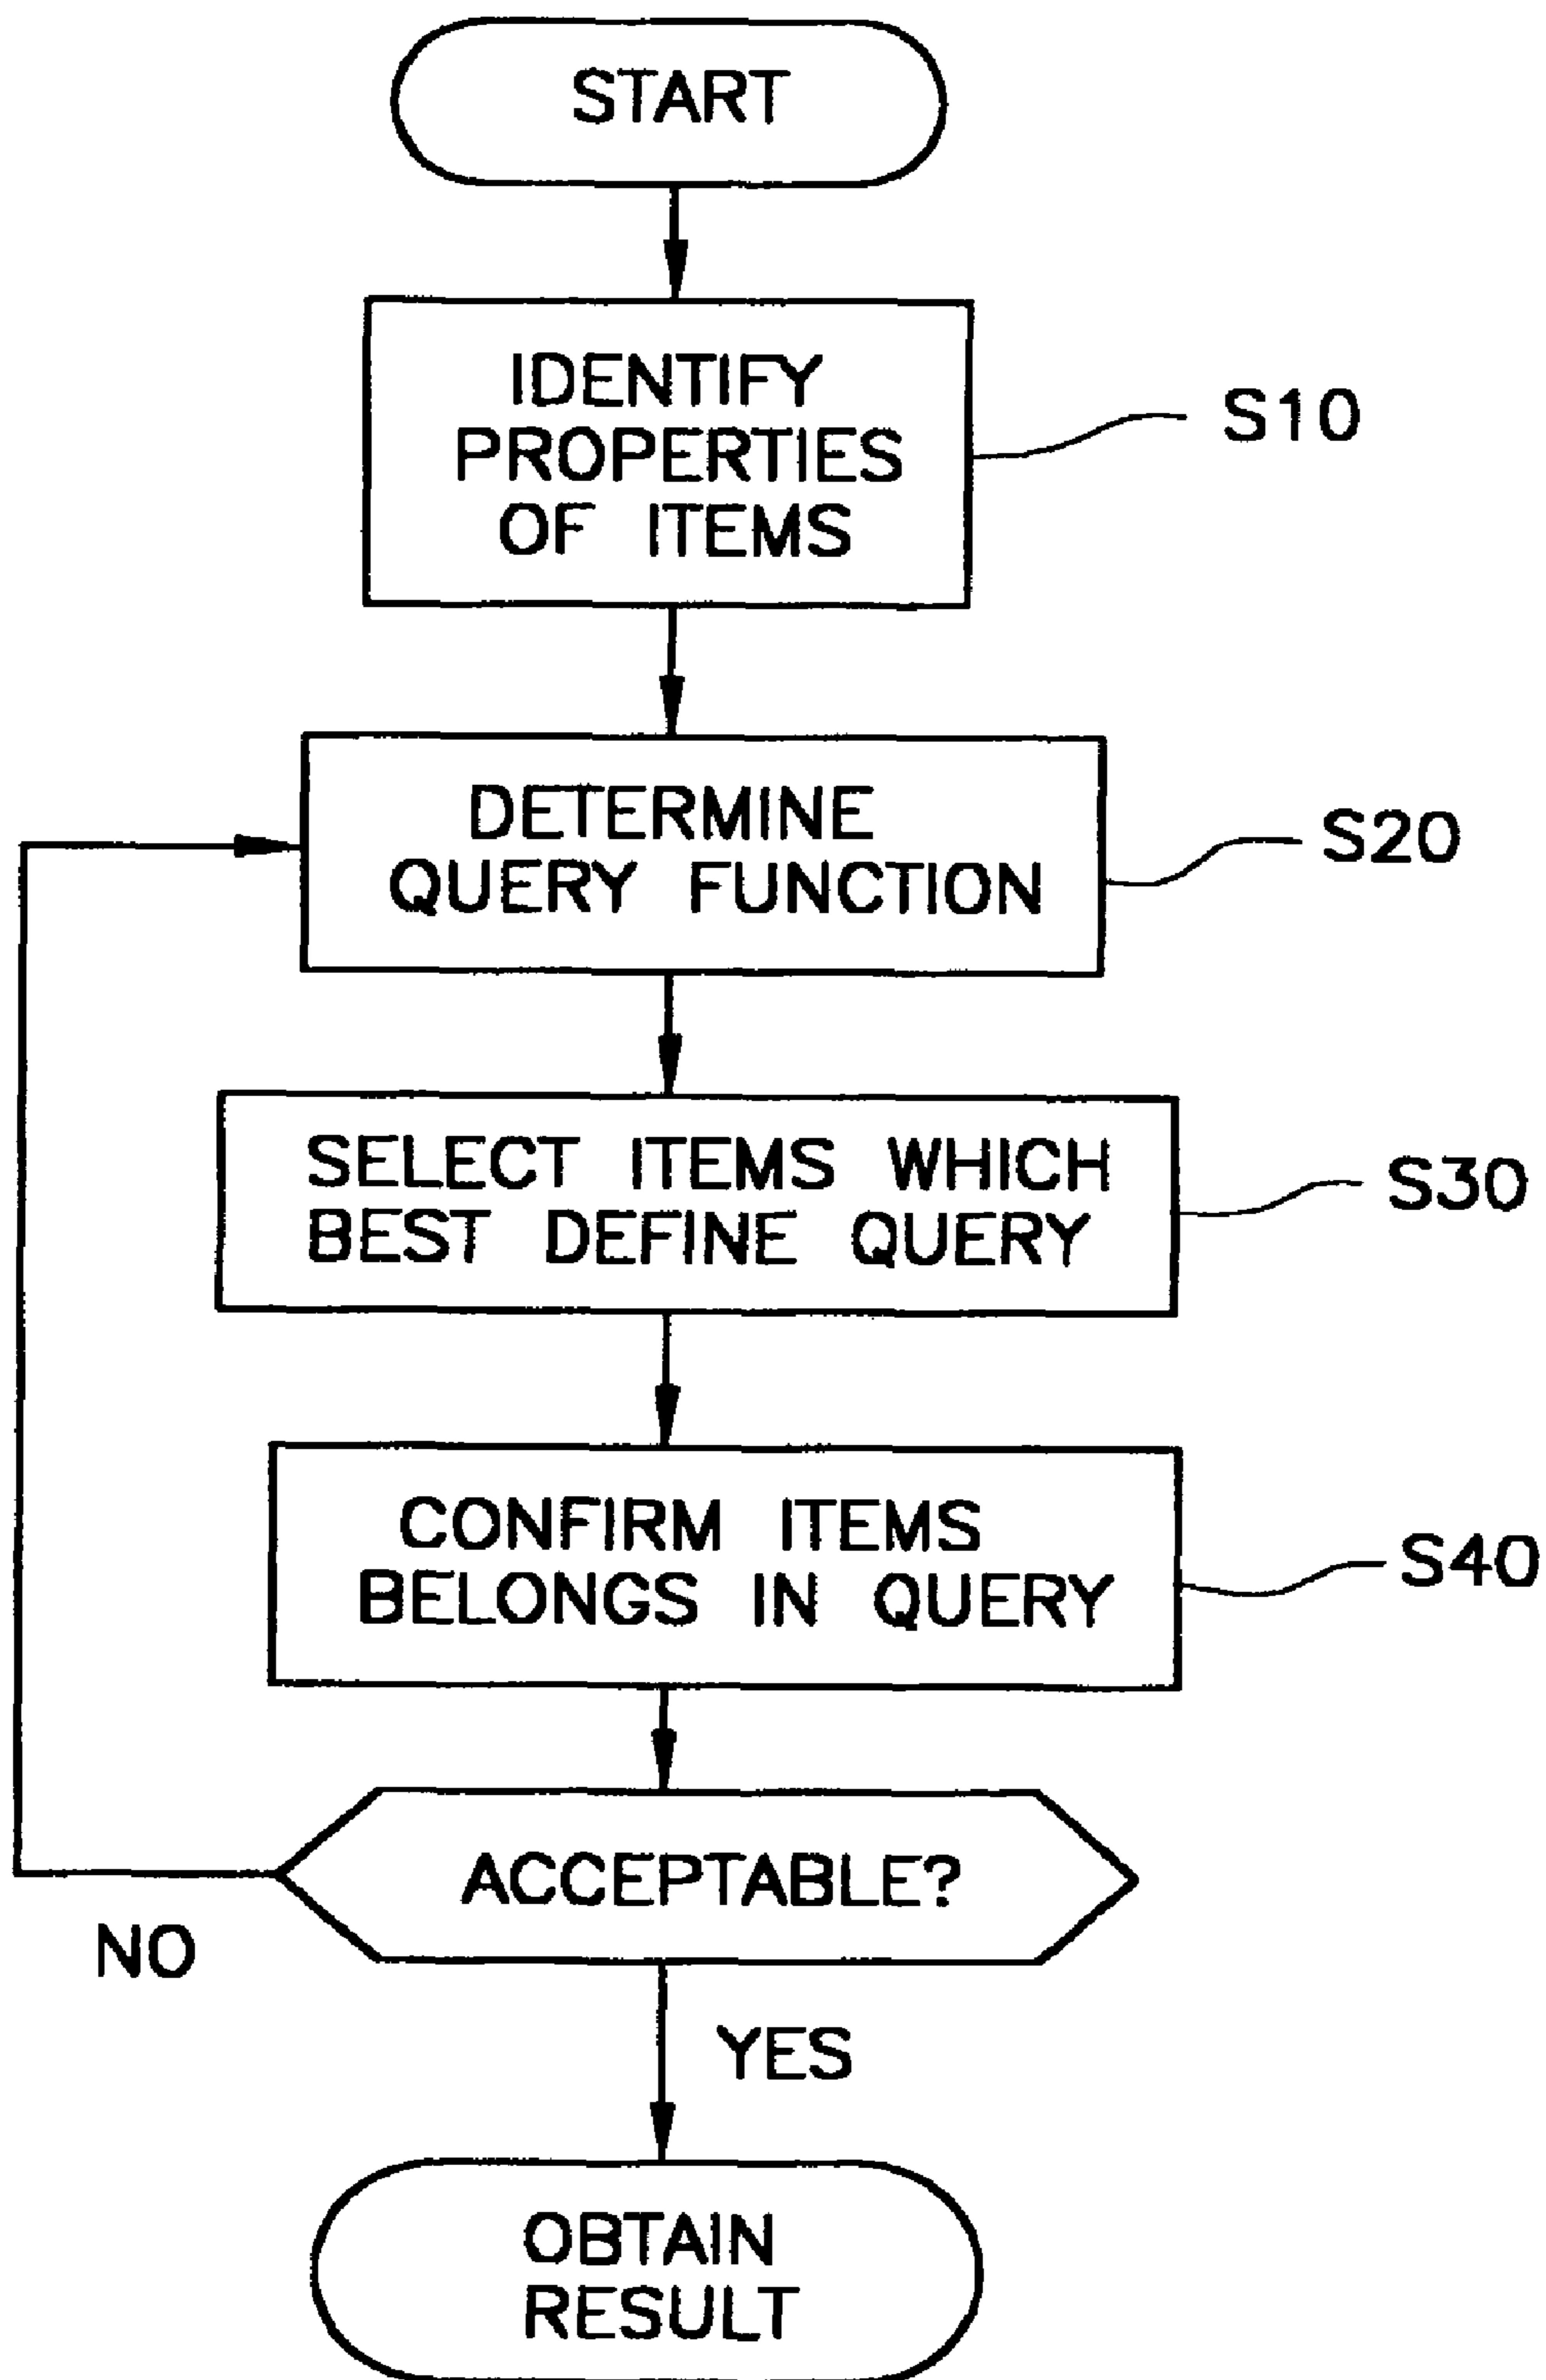 START
IDENTIFY
PROPERTIES
OF ITEMS
S10
DETERMINE
QUERY FUNCTION
S20
SELECT ITEMS WHICH
BEST DEFINE QUERY
S30
CONFIRM ITEMS
BELONGS IN QUERY
S40
ACCEPTABLE?
NO
YES
OBTAIN
RESULT